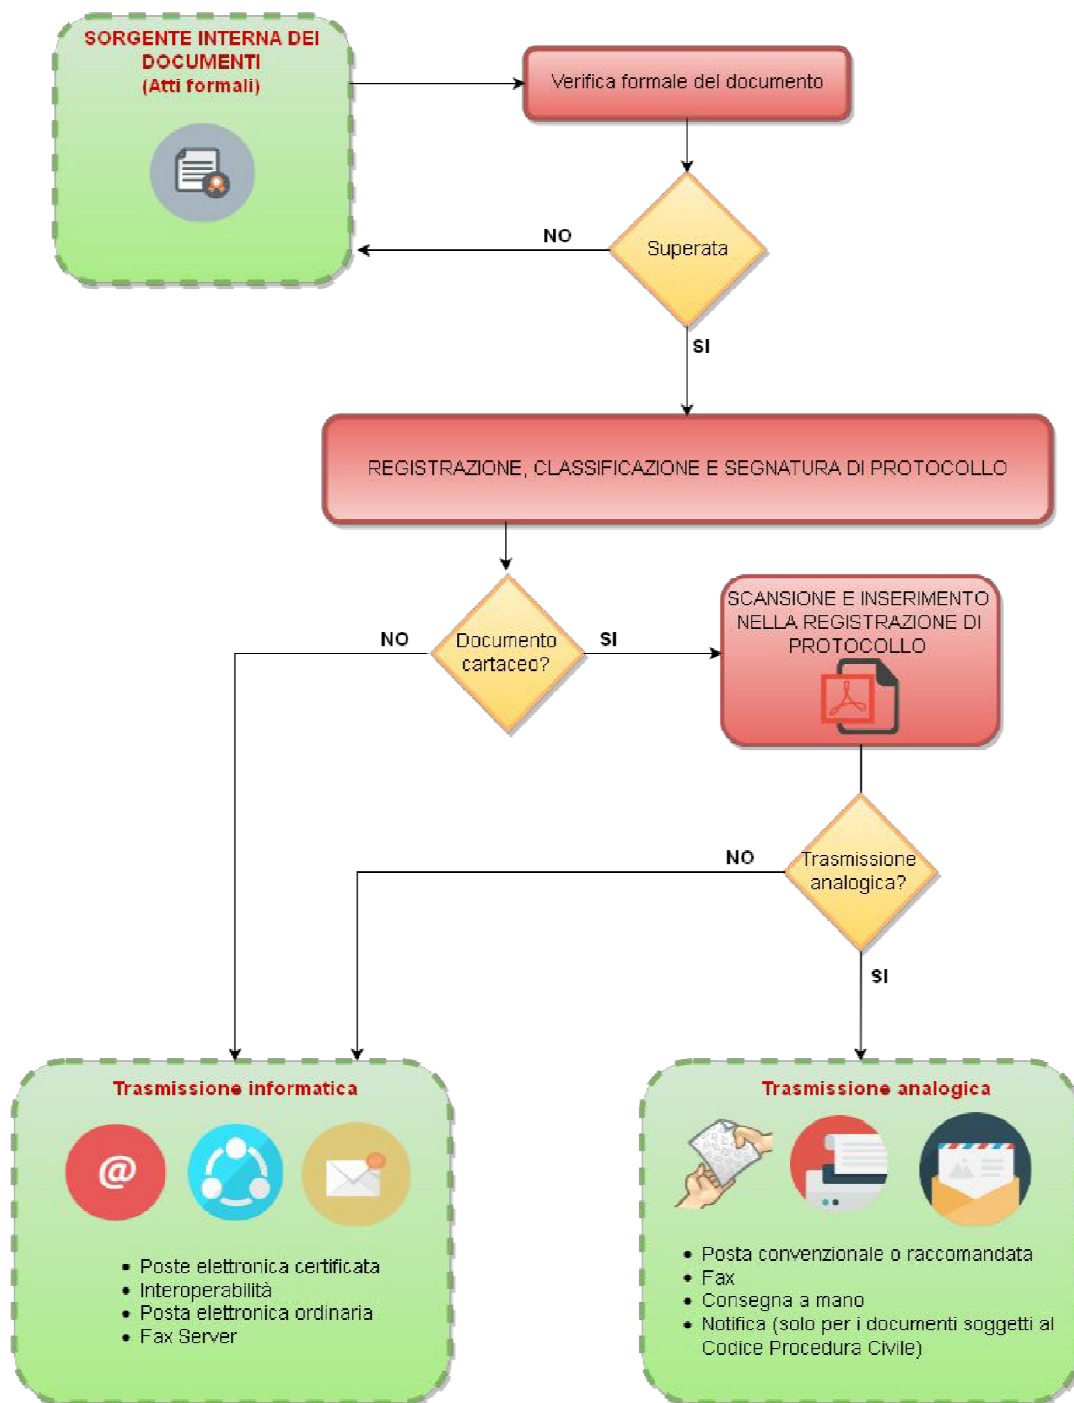 SORGENTE INTERNA DEI
DOCUMENTI
(Atti formali)
Verifica formale del documento
NO
Superata
SI
REGISTRAZIONE, CLASSIFICAZIONE E SEGNATURA DI PROTOCOLLO
NO
Documento
cartaceo?
SI
SCANSIONE E INSERIMENTO
NELLA REGISTRAZIONE DI
PROTOCOLLO
NO
Trasmissione
analogica?
SI
Trasmissione informatica
@
• Poste elettronica certificata
• Interoperabilità
• Posta elettronica ordinaria
• Fax Server
Trasmissione analogica
• Posta convenzionale o raccomandata
• Fax
• Consegna a mano
• Notifica (solo per i documenti soggetti al
Codice Procedura Civile)